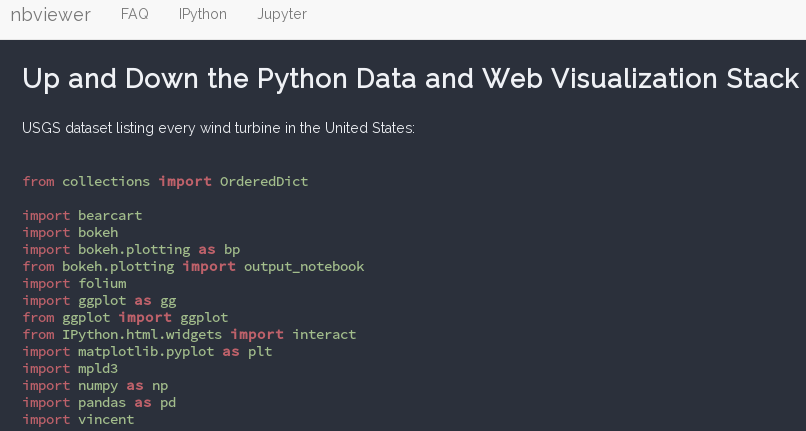 nbviewer FAQ IPython Jupyter
Up and Down the Python Data and Web Visualization Stack
USGS dataset listing every wind turbine in the United States:
from collections import OrderedDict
import bearcart
import bokeh
import bokeh.plotting as bp
from bokeh.plotting import output_notebook
import folium
import ggplot as gg
from ggplot import ggplot
from IPython.html.widgets import interact
import matplotlib.pyplot as plt
import mpld3
import numpy as np
import pandas as pd
import vincent